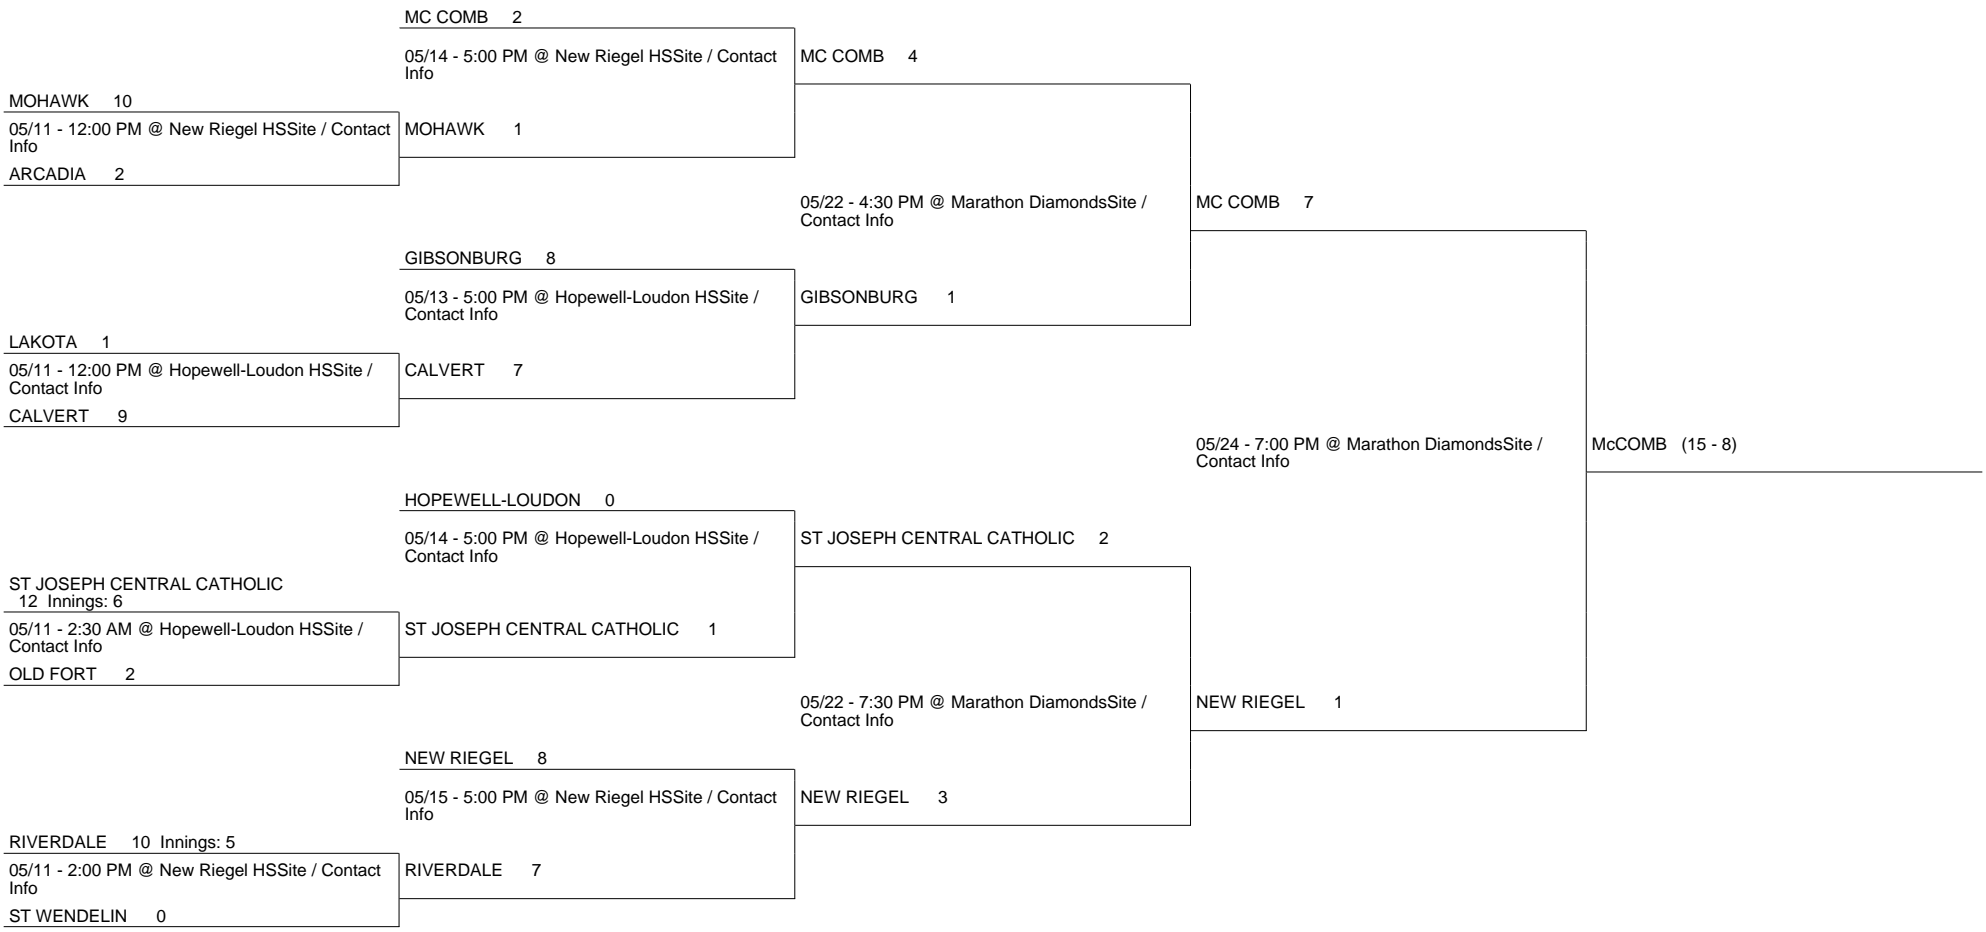 MC COMB 2
05/14 - 5:00 PM @ New Riegel HSSite / Contact
Info
MC COMB 4
MOHAWK 10
05/11 - 12:00 PM @ New Riegel HSSite / Contact
Info
MOHAWK 1
ARCADIA 2
05/22 - 4:30 PM @ Marathon DiamondsSite /
Contact Info
MC COMB 7
GIBSONBURG 8
05/13 - 5:00 PM @ Hopewell-Loudon HSSite /
Contact Info
GIBSONBURG 1
LAKOTA 1
05/11 - 12:00 PM @ Hopewell-Loudon HSSite /
Contact Info
CALVERT 7
CALVERT 9
05/24 - 7:00 PM @ Marathon DiamondsSite /
Contact Info
McCOMB (15 - 8)
HOPEWELL-LOUDON 0
05/14 - 5:00 PM @ Hopewell-Loudon HSSite /
Contact Info
ST JOSEPH CENTRAL CATHOLIC 2
ST JOSEPH CENTRAL CATHOLIC
12 Innings: 6
05/11 - 2:30 AM @ Hopewell-Loudon HSSite /
Contact Info
ST JOSEPH CENTRAL CATHOLIC 1
OLD FORT 2
05/22 - 7:30 PM @ Marathon DiamondsSite /
Contact Info
NEW RIEGEL 1
NEW RIEGEL 8
05/15 - 5:00 PM @ New Riegel HSSite / Contact
Info
NEW RIEGEL 3
RIVERDALE 10 Innings: 5
05/11 - 2:00 PM @ New Riegel HSSite / Contact
Info
RIVERDALE 7
ST WENDELIN 0